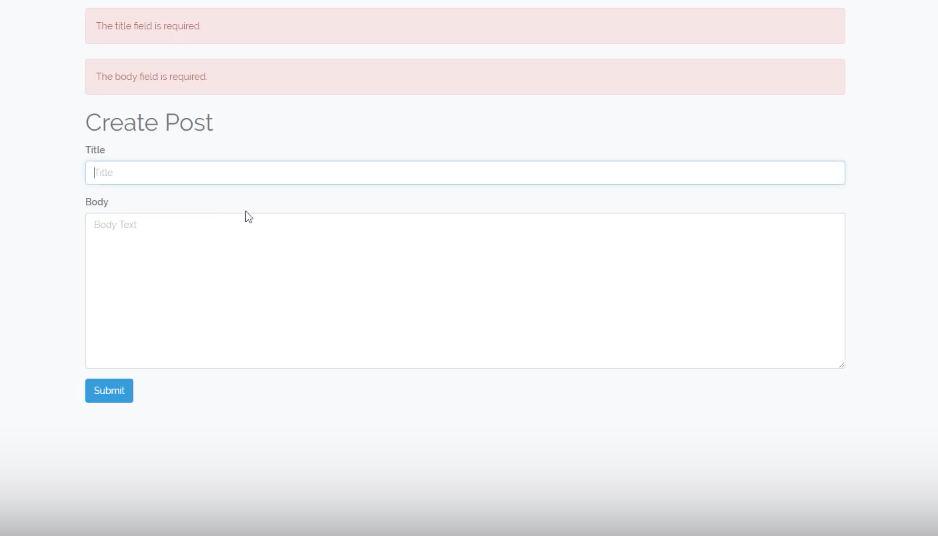 The title field is required.
The body field is required.
Create Post
Title
Title
Body
Body Text
Submit